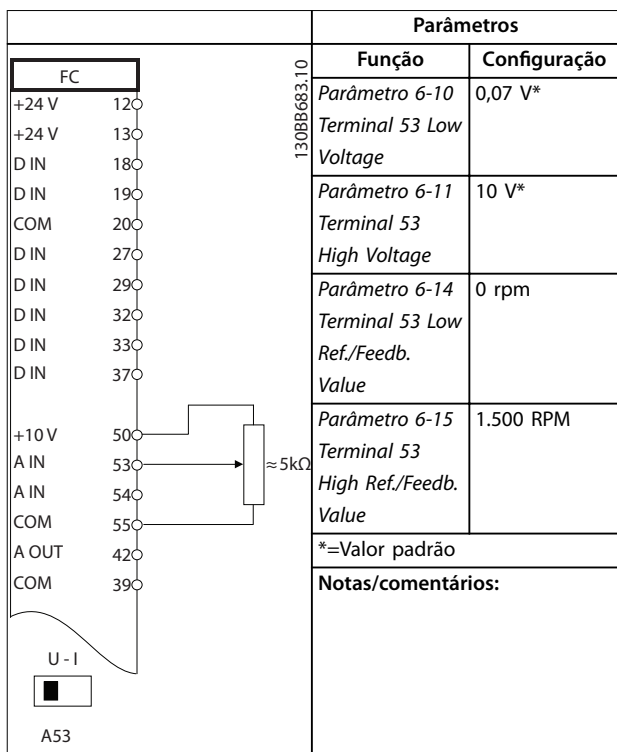 FC
130BB683.10
+24 V 12
+24 V 13
D IN 18
D IN 19
COM 20
D IN 27
D IN 29
D IN 32
D IN 33
D IN 37
+10 V 50
A IN 53
≈5kΩ
A IN 54
COM 55
A OUT 42
COM 39
U - I
A53
Parâmetros
Função Configuração
Parâmetro 6-10 0,07 V*
Terminal 53 Low
Voltage
Parâmetro 6-11 10 V*
Terminal 53
High Voltage
Parâmetro 6-14 0 rpm
Terminal 53 Low
Ref./Feedb.
Value
Parâmetro 6-15 1.500 RPM
Terminal 53
High Ref./Feedb.
Value
*=Valor padrão
Notas/comentários: